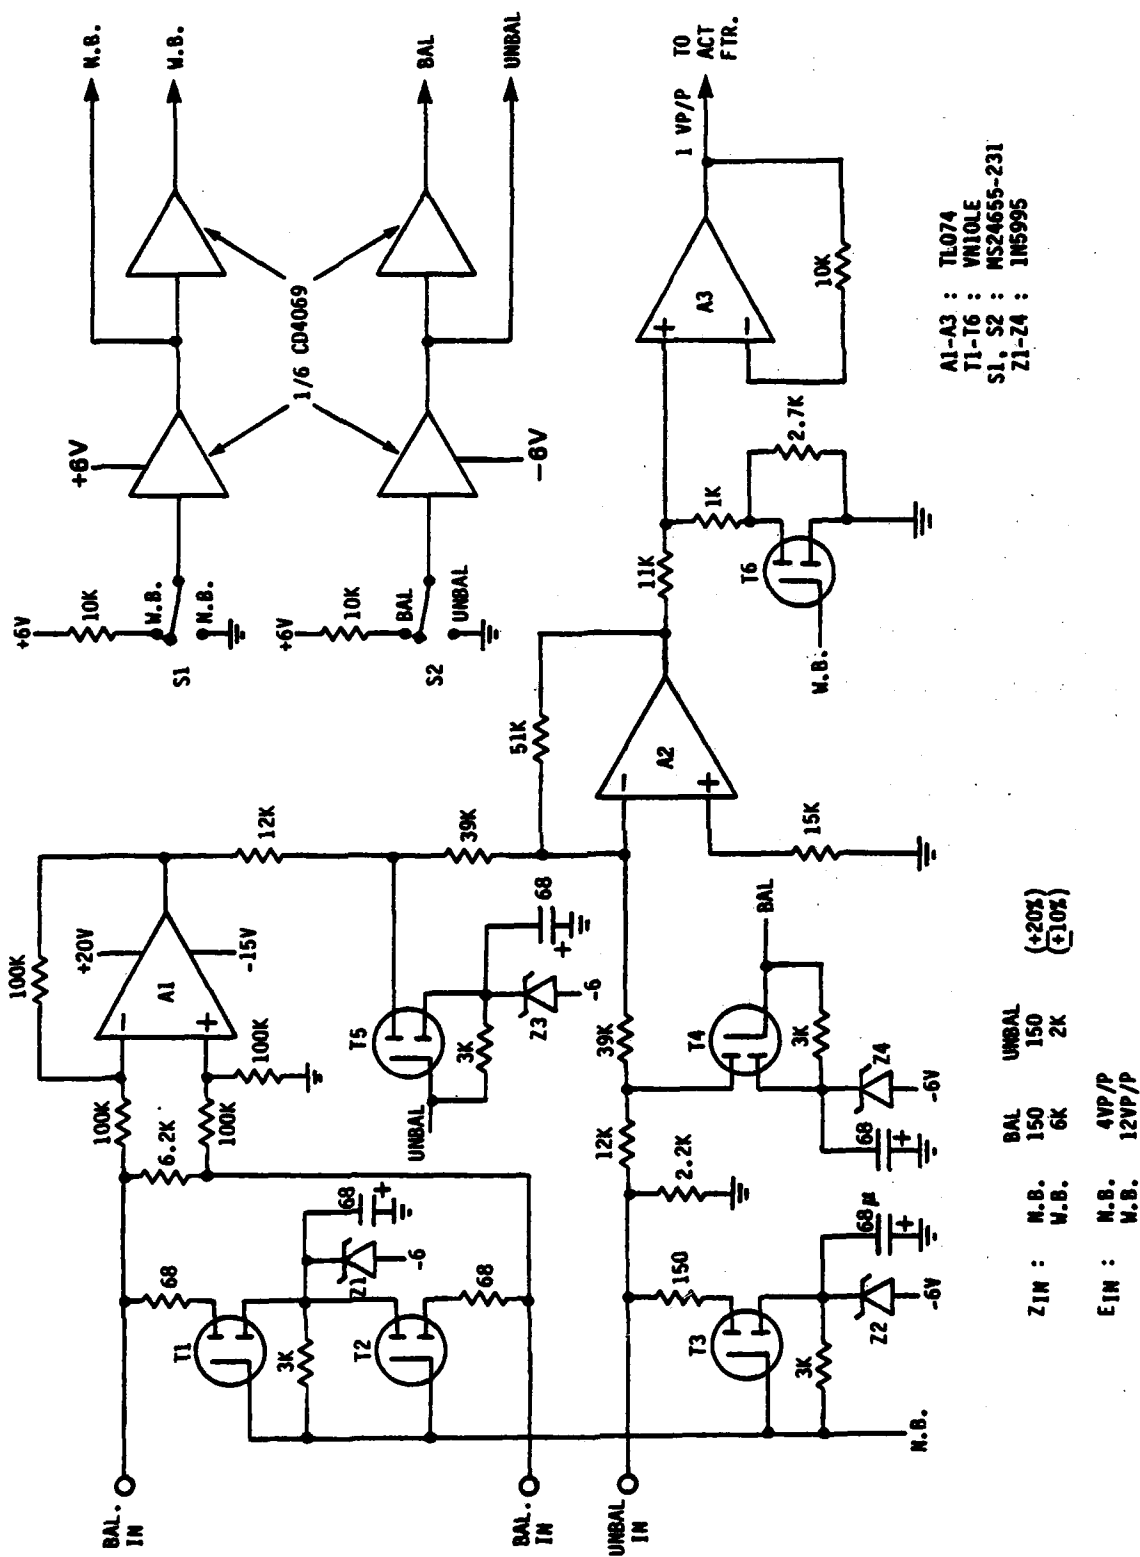 BAL.
IN
BAL.
IN
UNBAL
IN
68
T1
3K
T2
68
Z1
-6
68
+
100K
6.2K
100K
100K
100K
-
+
A1
+20V
-15V
12K
39K
T5
UNBAL
3K
Z3
-6
68
+
150
T3
3K
Z2
-6V
68 μ
+
N.B.
2.2K
12K
39K
T4
BAL
3K
Z4
-6V
68
+
51K
-
+
A2
15K
11K
1K
2.7K
T6
W.B.
+
-
A3
10K
1 VP/P
TO
ACT
FTR.
+6V
10K
W.B.
N.B.
S1
+6V
10K
BAL
UNBAL
S2
+6V
-6V
1/6 CD4069
N.B.
W.B.
BAL
UNBAL
A1-A3 : TL074
T1-T6 : VN10LE
S1, S2 : MS24655-231
Z1-Z4 : 1N5995
BAL UNBAL
ZIN : N.B. 150 150 (±20%)
W.B. 6K 2K (±10%)
EIN : N.B. 4VP/P
W.B. 12VP/P